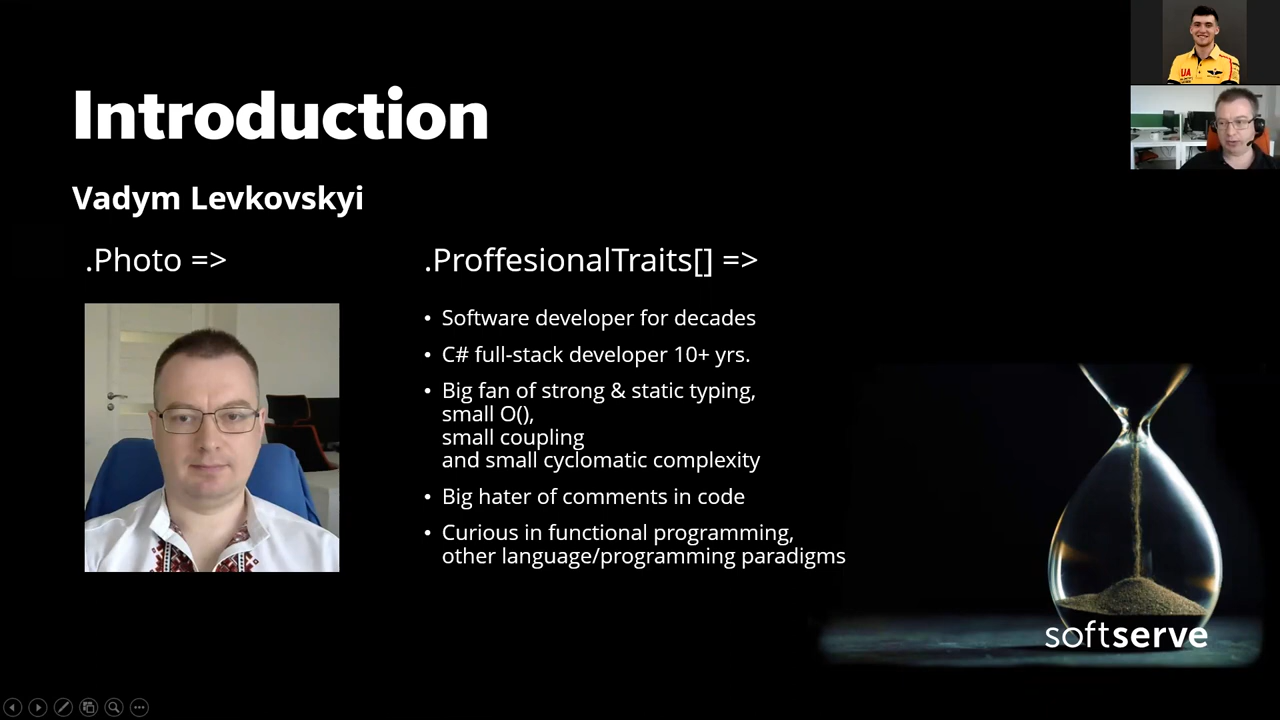 Introduction
Vadym Levkovskyi
.Photo =>
.ProffesionalTraits[] =>
• Software developer for decades
• C# full-stack developer 10+ yrs.
• Big fan of strong & static typing,
small O(),
small coupling
and small cyclomatic complexity
• Big hater of comments in code
• Curious in functional programming,
other language/programming paradigms
softserve
UA